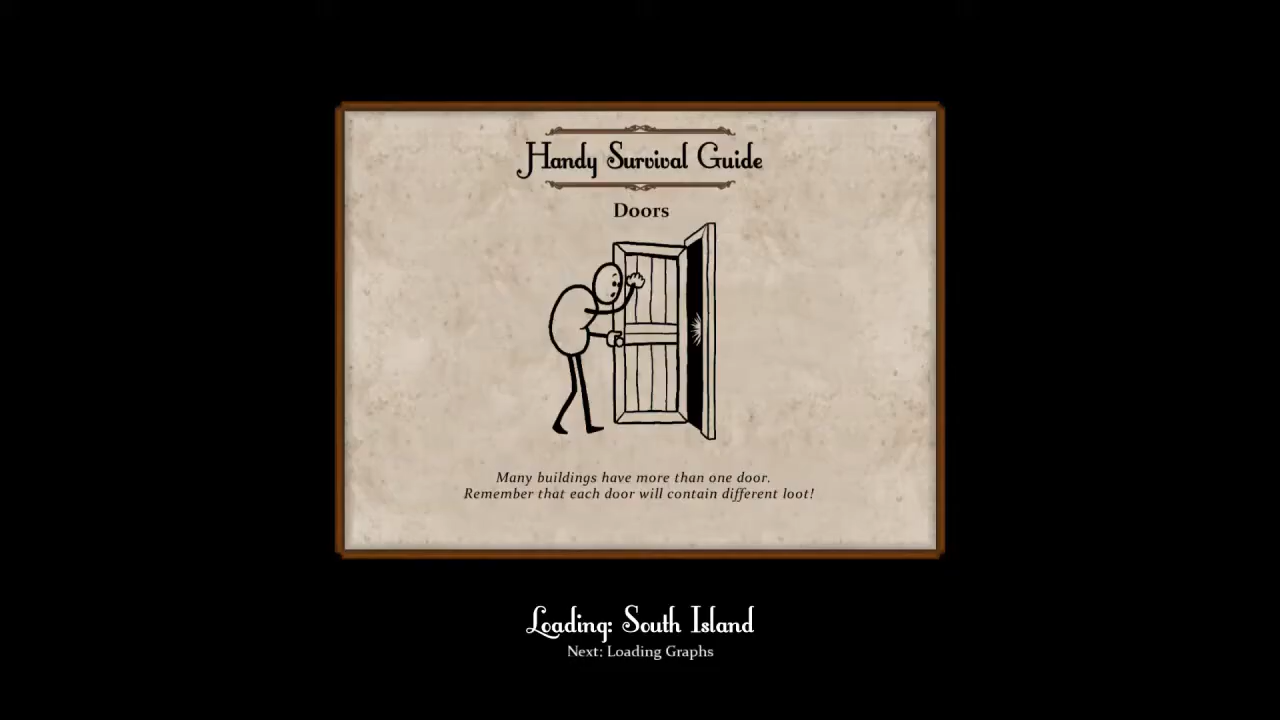 Handy Survival Guide
Doors
Many buildings have more than one door.
Remember that each door will contain different loot!
Loading: South Island
Next: Loading Graphs